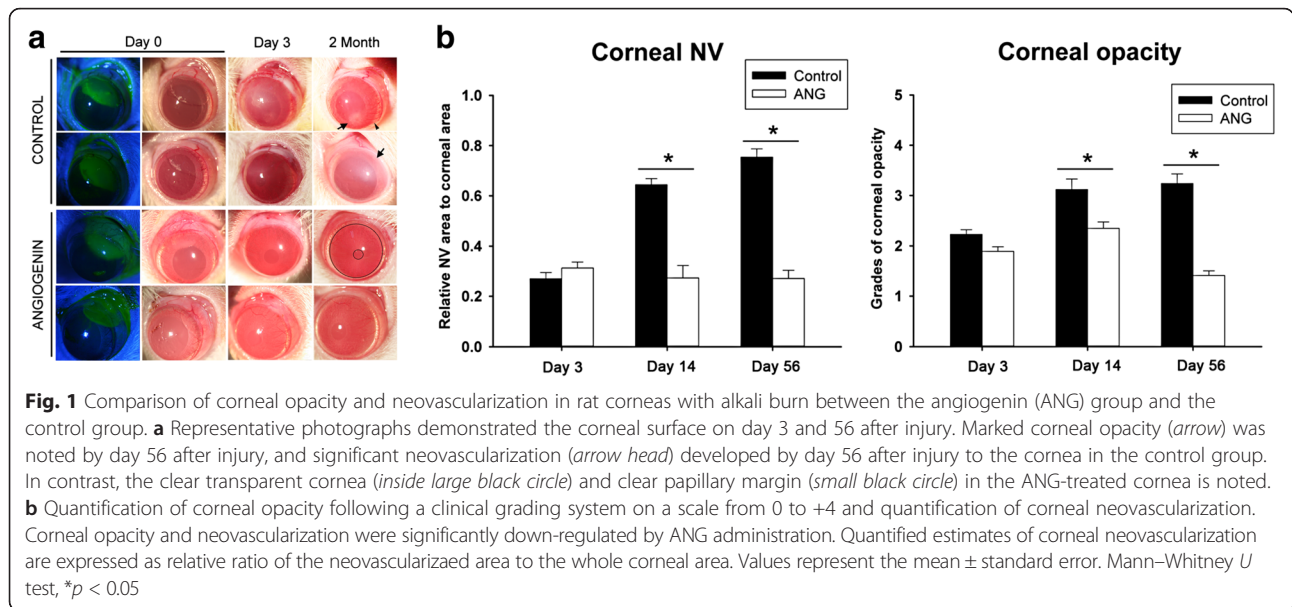 a
Day 0 Day 3 2 Month
CONTROL
ANGIOGENIN
b
Corneal NV
Control
ANG
Relative NV area to corneal area
1.0
0.8
0.6
0.4
0.2
0.0
* *
Day 3 Day 14 Day 56
Corneal opacity
Control
ANG
Grades of corneal opacity
5
4
3
2
1
0
* *
Day 3 Day 14 Day 56
Fig. 1 Comparison of corneal opacity and neovascularization in rat corneas with alkali burn between the angiogenin (ANG) group and the
control group. a Representative photographs demonstrated the corneal surface on day 3 and 56 after injury. Marked corneal opacity (arrow) was
noted by day 56 after injury, and significant neovascularization (arrow head) developed by day 56 after injury to the cornea in the control group.
In contrast, the clear transparent cornea (inside large black circle) and clear papillary margin (small black circle) in the ANG-treated cornea is noted.
b Quantification of corneal opacity following a clinical grading system on a scale from 0 to +4 and quantification of corneal neovascularization.
Corneal opacity and neovascularization were significantly down-regulated by ANG administration. Quantified estimates of corneal neovascularization
are expressed as relative ratio of the neovascularizaed area to the whole corneal area. Values represent the mean ± standard error. Mann–Whitney U
test, *p < 0.05